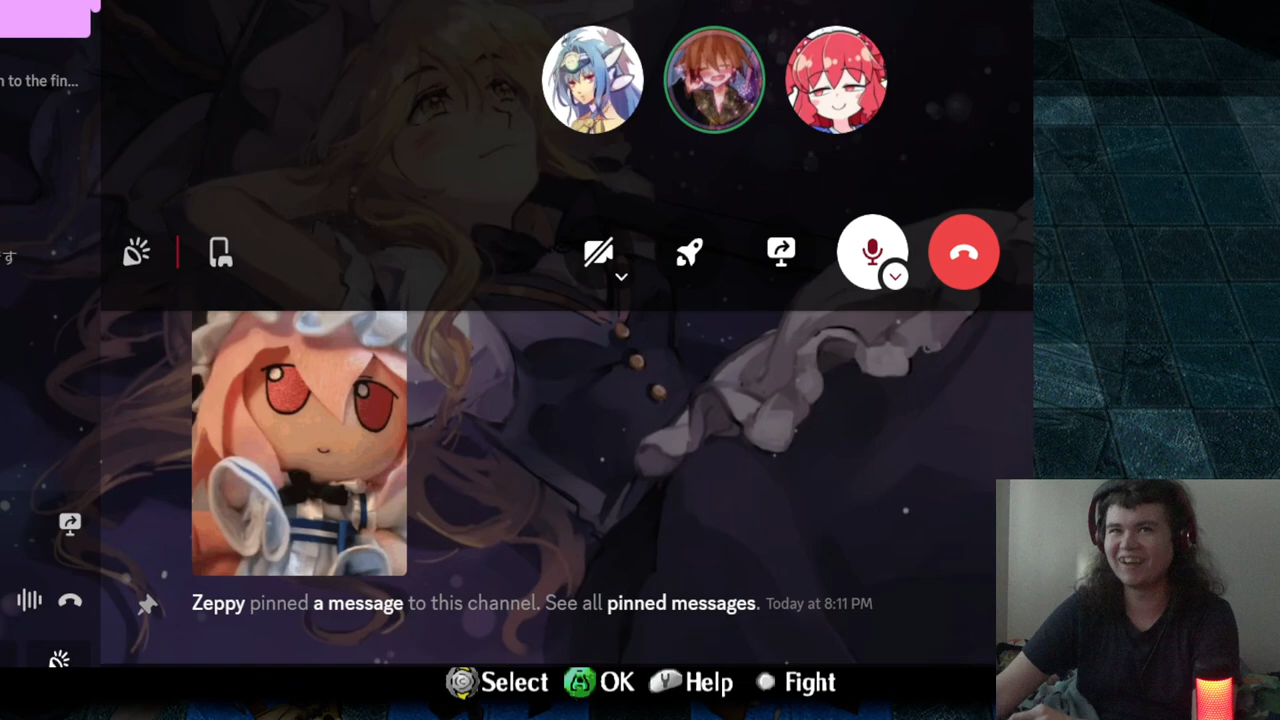 n to the fin...
す
Zeppy pinned a message to this channel. See all pinned messages. Today at 8:11 PM
Select OK Y Help Fight